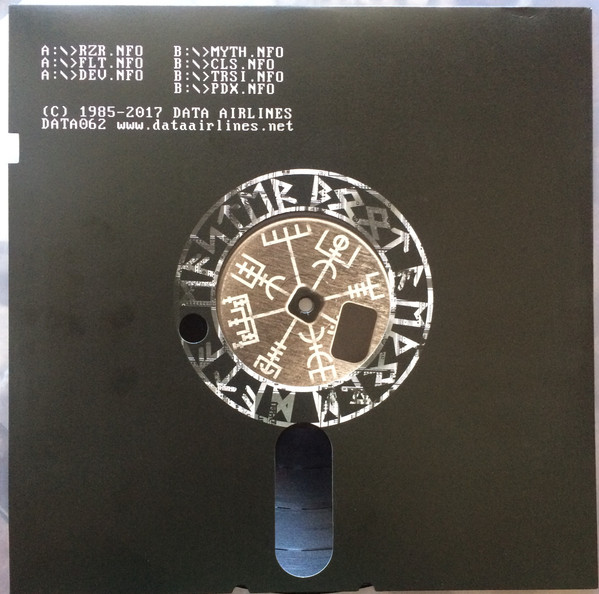 A:\>RZR.NFO B:\>MYTH.NFO
A:\>FLT.NFO B:\>CLS.NFO
A:\>DEV.NFO B:\>TRSI.NFO
B:\>PDX.NFO
(C) 1985-2017 DATA AIRLINES
DATA062 www.dataairlines.net